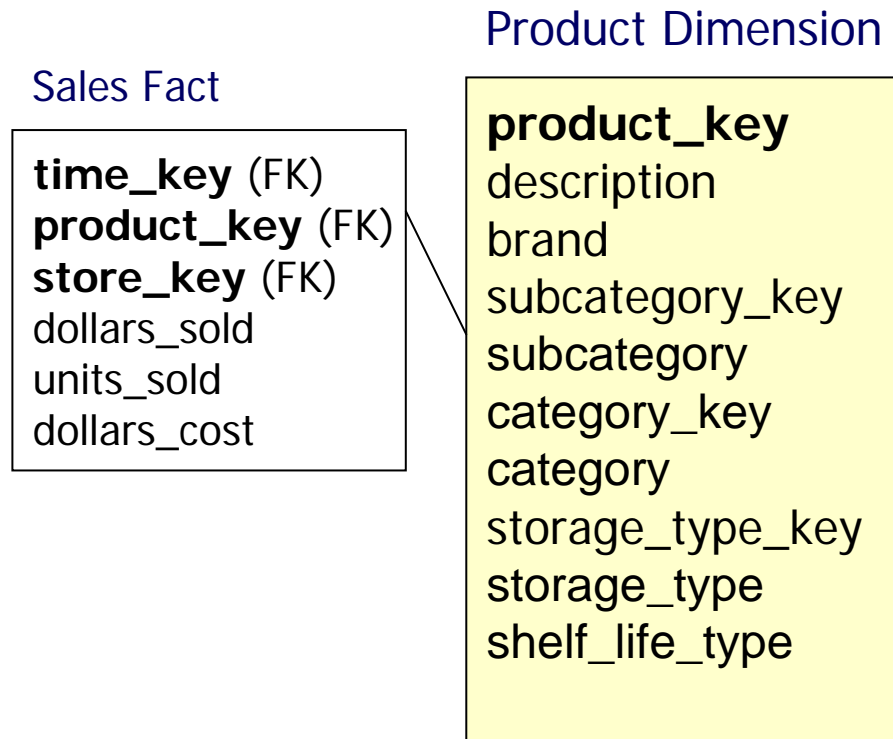 Product Dimension
Sales Fact
time_key (FK)
product_key (FK)
store_key (FK)
dollars_sold
units_sold
dollars_cost
product_key
description
brand
subcategory_key
subcategory
category_key
category
storage_type_key
storage_type
shelf_life_type